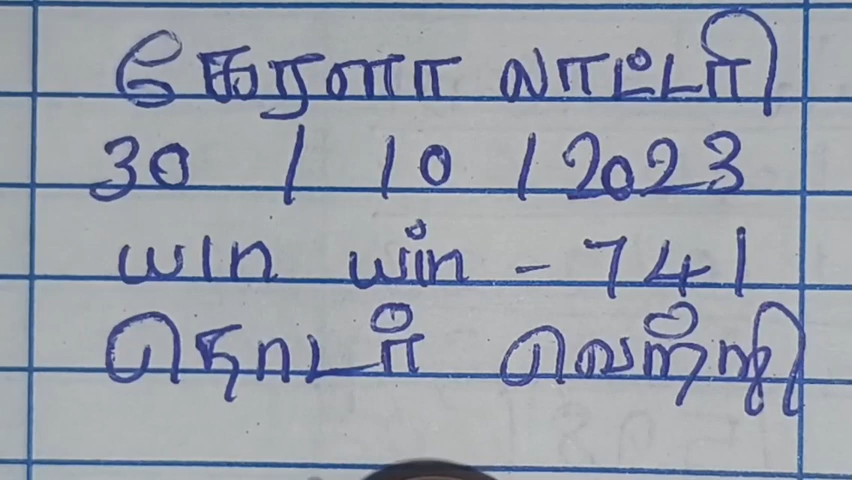 கேரளா லாட்டரி
30 / 10 / 2023
win win - 741
தொடர் வெற்றி